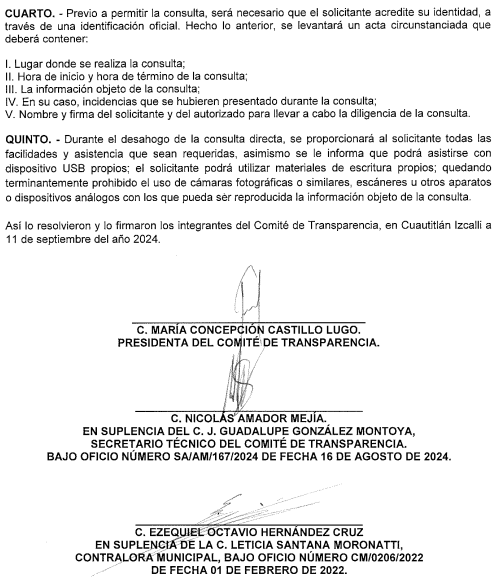 CUARTO. - Previo a permitir la consulta, será necesario que el solicitante acredite su identidad, a
través de una identificación oficial. Hecho lo anterior, se levantará un acta circunstanciada que
deberá contener:
I. Lugar donde se realiza la consulta;
II. Hora de inicio y hora de término de la consulta;
III. La información objeto de la consulta;
IV. En su caso, incidencias que se hubieren presentado durante la consulta;
V. Nombre y firma del solicitante y del autorizado para llevar a cabo la diligencia de la consulta.
QUINTO. - Durante el desahogo de la consulta directa, se proporcionará al solicitante todas las
facilidades y asistencia que sean requeridas, asimismo se le informa que podrá asistirse con
dispositivo USB propios; el solicitante podrá utilizar materiales de escritura propios; quedando
terminantemente prohibido el uso de cámaras fotográficas o similares, escáneres u otros aparatos
o dispositivos análogos con los que pueda ser reproducida la información objeto de la consulta.
Así lo resolvieron y lo firmaron los integrantes del Comité de Transparencia, en Cuautitlán Izcalli a
11 de septiembre del año 2024.
C. MARÍA CONCEPCIÓN CASTILLO LUGO.
PRESIDENTA DEL COMITÉ DE TRANSPARENCIA.
C. NICOLÁS AMADOR MEJÍA.
EN SUPLENCIA DEL C. J. GUADALUPE GONZÁLEZ MONTOYA,
SECRETARIO TÉCNICO DEL COMITÉ DE TRANSPARENCIA.
BAJO OFICIO NÚMERO SA/AM/167/2024 DE FECHA 16 DE AGOSTO DE 2024.
C. EZEQUIEL OCTAVIO HERNÁNDEZ CRUZ
EN SUPLENCIA DE LA C. LETICIA SANTANA MORONATTI,
CONTRALORA MUNICIPAL, BAJO OFICIO NÚMERO CM/0206/2022
DE FECHA 01 DE FEBRERO DE 2022.